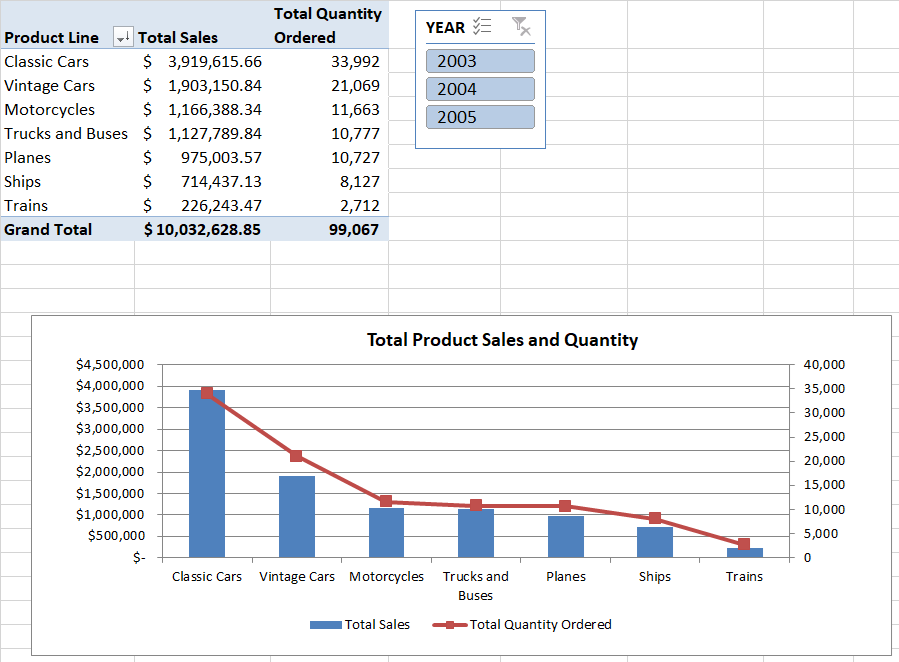 Total Quantity
Product Line Total Sales Ordered
Classic Cars $ 3,919,615.66 33,992
Vintage Cars $ 1,903,150.84 21,069
Motorcycles $ 1,166,388.34 11,663
Trucks and Buses $ 1,127,789.84 10,777
Planes $ 975,003.57 10,727
Ships $ 714,437.13 8,127
Trains $ 226,243.47 2,712
Grand Total $ 10,032,628.85 99,067
YEAR
2003
2004
2005
Total Product Sales and Quantity
$4,500,000 40,000
$4,000,000 35,000
$3,500,000 30,000
$3,000,000 25,000
$2,500,000 20,000
$2,000,000 15,000
$1,500,000 10,000
$1,000,000 5,000
$500,000 0
$-
Classic Cars Vintage Cars Motorcycles Trucks and Planes Ships Trains
Buses
Total Sales Total Quantity Ordered